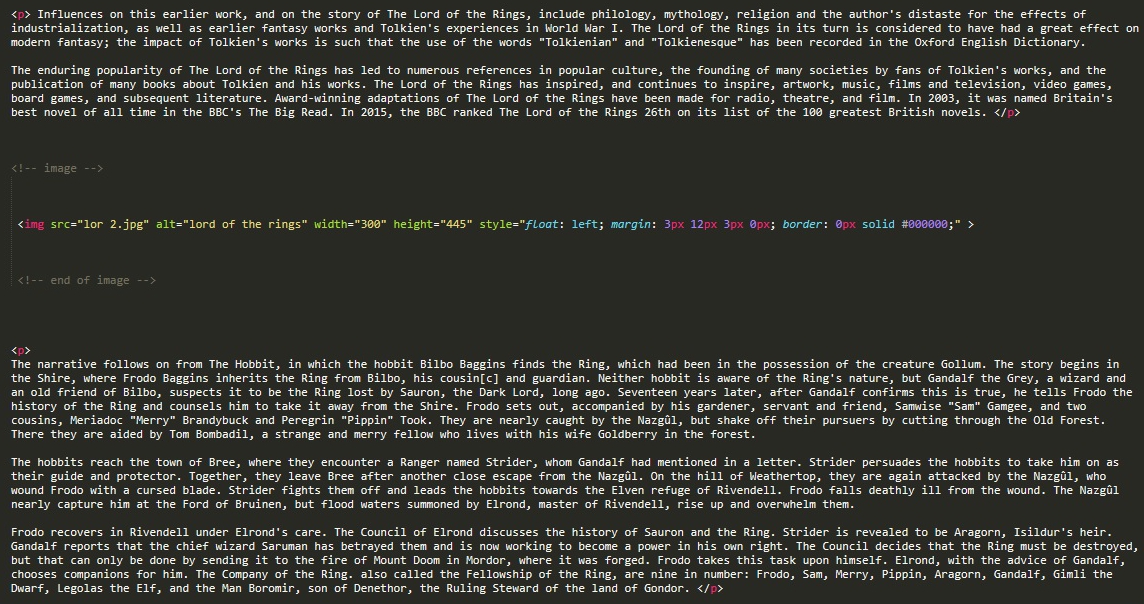 <p> Influences on this earlier work, and on the story of The Lord of the Rings, include philology, mythology, religion and the author's distaste for the effects of
industrialization, as well as earlier fantasy works and Tolkien's experiences in World War I. The Lord of the Rings in its turn is considered to have had a great effect on
modern fantasy; the impact of Tolkien's works is such that the use of the words "Tolkienian" and "Tolkienesque" has been recorded in the Oxford English Dictionary.
The enduring popularity of The Lord of the Rings has led to numerous references in popular culture, the founding of many societies by fans of Tolkien's works, and the
publication of many books about Tolkien and his works. The Lord of the Rings has inspired, and continues to inspire, artwork, music, films and television, video games,
board games, and subsequent literature. Award-winning adaptations of The Lord of the Rings have been made for radio, theatre, and film. In 2003, it was named Britain's
best novel of all time in the BBC's The Big Read. In 2015, the BBC ranked The Lord of the Rings 26th on its list of the 100 greatest British novels. </p>
<!-- image -->
<img src="lor 2.jpg" alt="lord of the rings" width="300" height="445" style="float: left; margin: 3px 12px 3px 0px; border: 0px solid #000000;" >
<!-- end of image -->
<p>
The narrative follows on from The Hobbit, in which the hobbit Bilbo Baggins finds the Ring, which had been in the possession of the creature Gollum. The story begins in
the Shire, where Frodo Baggins inherits the Ring from Bilbo, his cousin[c] and guardian. Neither hobbit is aware of the Ring's nature, but Gandalf the Grey, a wizard and
an old friend of Bilbo, suspects it to be the Ring lost by Sauron, the Dark Lord, long ago. Seventeen years later, after Gandalf confirms this is true, he tells Frodo the
history of the Ring and counsels him to take it away from the Shire. Frodo sets out, accompanied by his gardener, servant and friend, Samwise "Sam" Gamgee, and two
cousins, Meriadoc "Merry" Brandybuck and Peregrin "Pippin" Took. They are nearly caught by the Nazgûl, but shake off their pursuers by cutting through the Old Forest.
There they are aided by Tom Bombadil, a strange and merry fellow who lives with his wife Goldberry in the forest.
The hobbits reach the town of Bree, where they encounter a Ranger named Strider, whom Gandalf had mentioned in a letter. Strider persuades the hobbits to take him on as
their guide and protector. Together, they leave Bree after another close escape from the Nazgûl. On the hill of Weathertop, they are again attacked by the Nazgûl, who
wound Frodo with a cursed blade. Strider fights them off and leads the hobbits towards the Elven refuge of Rivendell. Frodo falls deathly ill from the wound. The Nazgûl
nearly capture him at the Ford of Bruinen, but flood waters summoned by Elrond, master of Rivendell, rise up and overwhelm them.
Frodo recovers in Rivendell under Elrond's care. The Council of Elrond discusses the history of Sauron and the Ring. Strider is revealed to be Aragorn, Isildur's heir.
Gandalf reports that the chief wizard Saruman has betrayed them and is now working to become a power in his own right. The Council decides that the Ring must be destroyed,
but that can only be done by sending it to the fire of Mount Doom in Mordor, where it was forged. Frodo takes this task upon himself. Elrond, with the advice of Gandalf,
chooses companions for him. The Company of the Ring. also called the Fellowship of the Ring, are nine in number: Frodo, Sam, Merry, Pippin, Aragorn, Gandalf, Gimli the
Dwarf, Legolas the Elf, and the Man Boromir, son of Denethor, the Ruling Steward of the land of Gondor. </p>